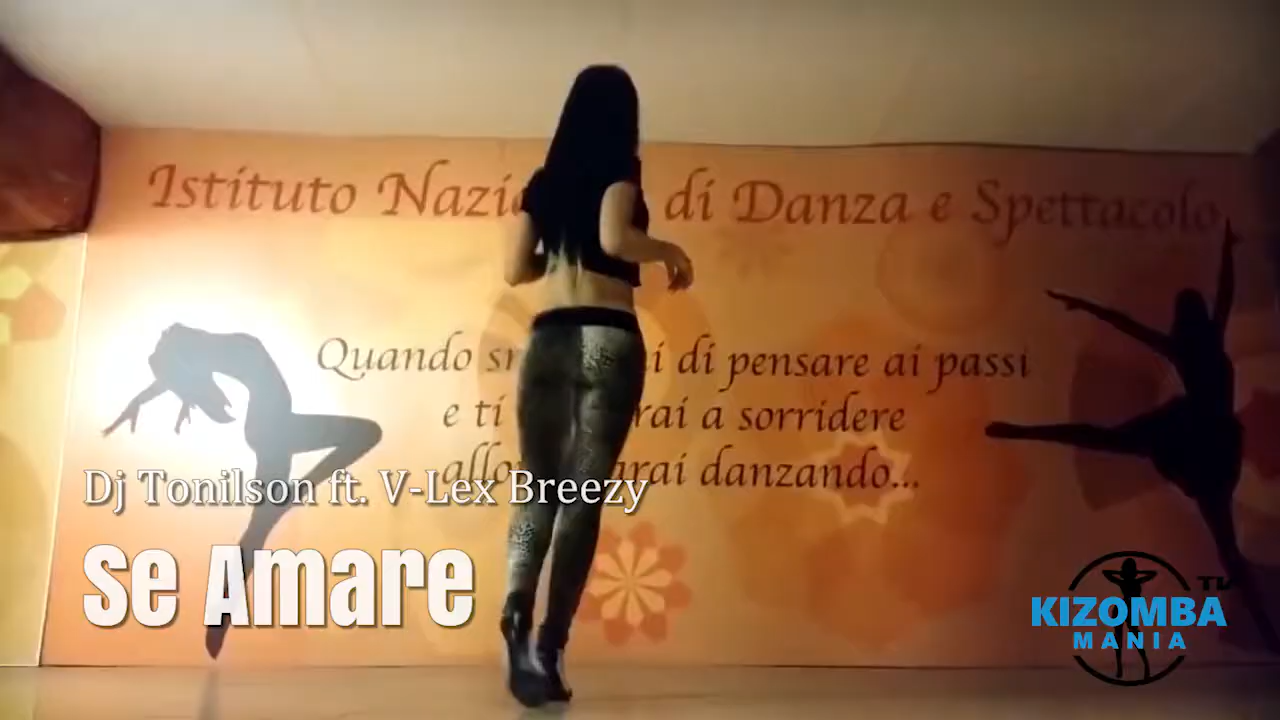 Istituto di Danza e Spettacolo
Quando di pensare ai passi
e ti a sorridere
danzando...
Dj Tonilson ft. V-Lex Breezy
Se Amare
TV
KIZOMBA
MANIA